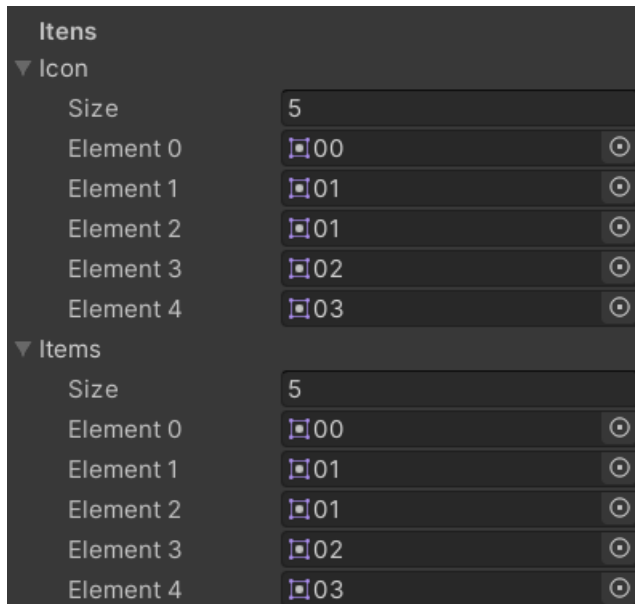 Itens
Icon
Size 5
Element 0 00
Element 1 01
Element 2 01
Element 3 02
Element 4 03
Items
Size 5
Element 0 00
Element 1 01
Element 2 01
Element 3 02
Element 4 03